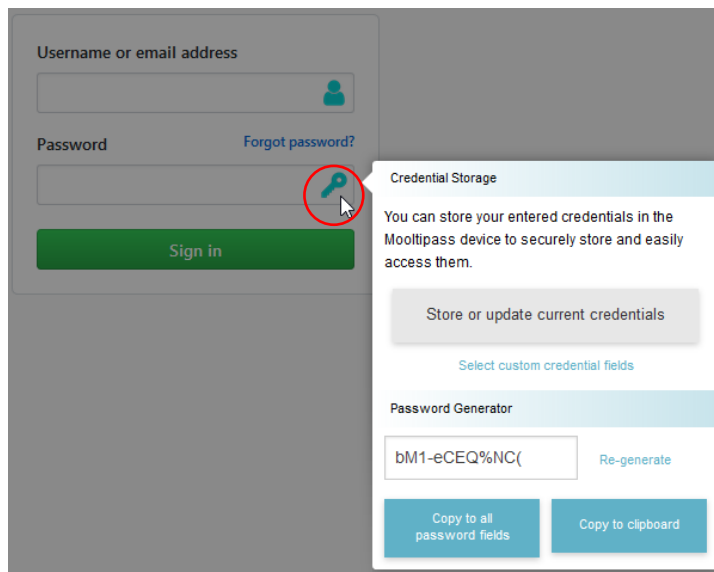 Username or email address
Password
Forgot password?
Sign in
Credential Storage
You can store your entered credentials in the
Mooltipass device to securely store and easily
access them.
Store or update current credentials
Select custom credential fields
Password Generator
bM1-eCEQ%NC(
Re-generate
Copy to all
password fields
Copy to clipboard